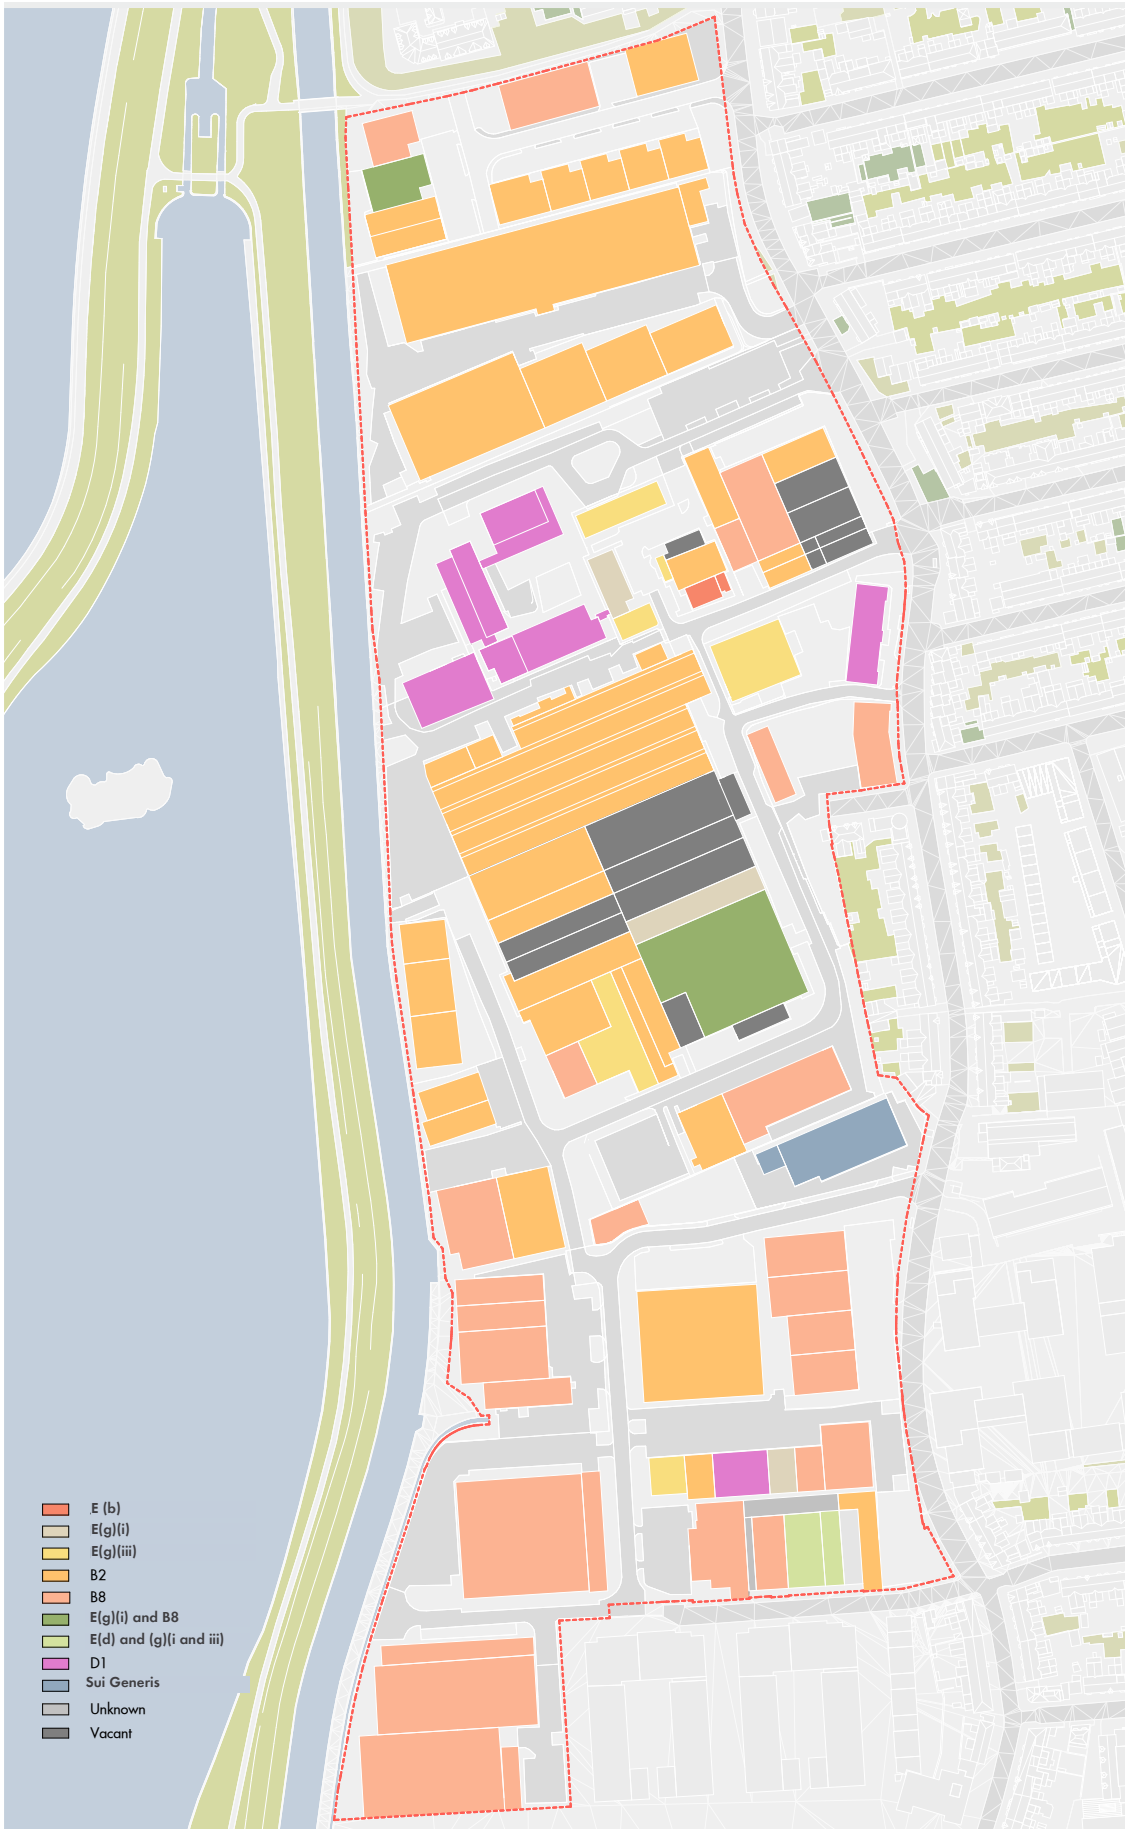 E (b)
E(g)(i)
E(g)(iii)
B2
B8
E(g)(i) and B8
E(d) and (g)(i and iii)
D1
Sui Generis
Unknown
Vacant